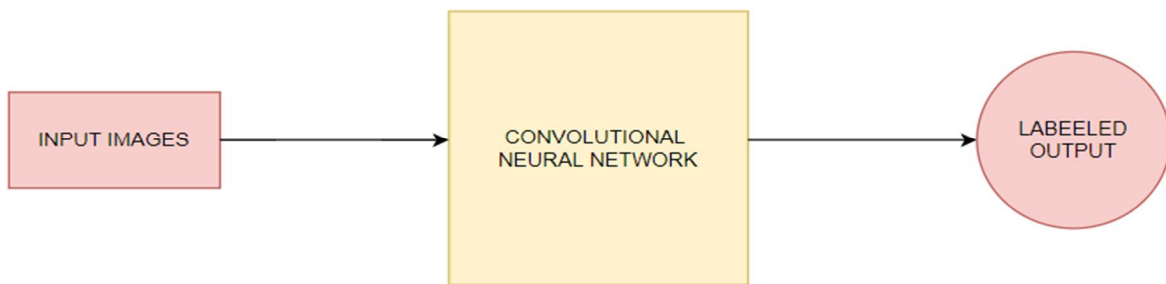 INPUT IMAGES
CONVOLUTIONAL
NEURAL NETWORK
LABEELED
OUTPUT